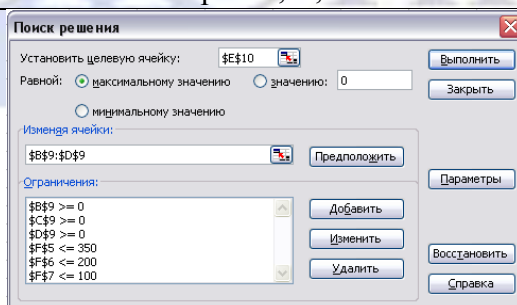 Поиск решения
Установить целевую ячейку: $E$10 Выполнить
Равной: максимальному значению значению: 0 Закрыть
минимальному значению
Изменяя ячейки:
$B$9:$D$9 Предположить
Ограничения: Параметры
$B$9 >= 0 Добавить
$C$9 >= 0
$D$9 >= 0 Изменить
$F$5 <= 350
$F$6 <= 200 Удалить Восстановить
$F$7 <= 100 Справка